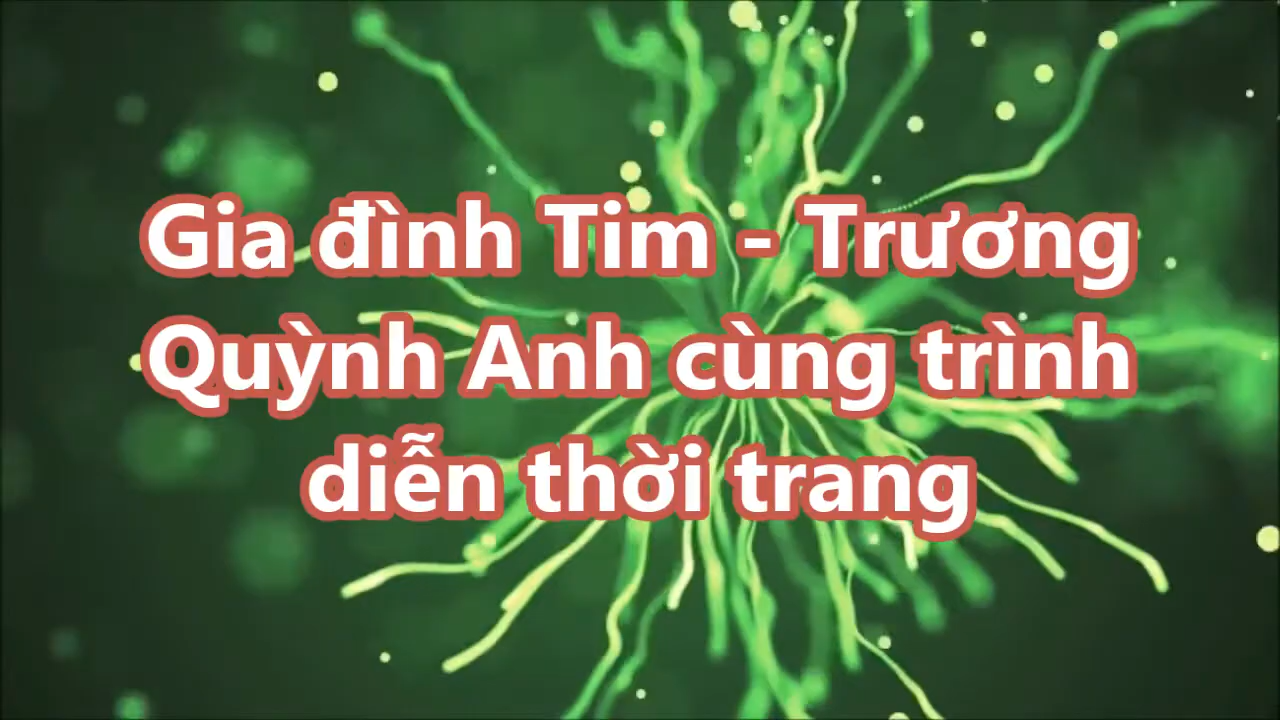 Gia đình Tim - Trương
Quỳnh Anh cùng trình
diễn thời trang